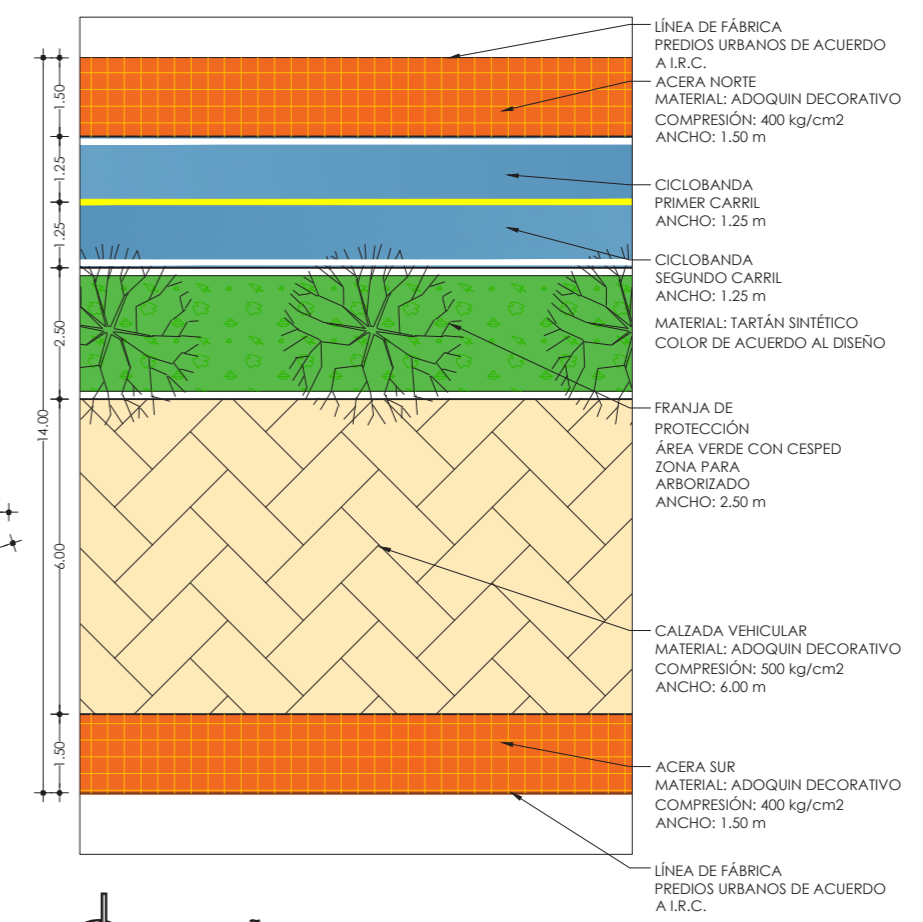 LÍNEA DE FÁBRICA
PREDIOS URBANOS DE ACUERDO
A I.R.C.
ACERA NORTE
MATERIAL: ADOQUIN DECORATIVO
COMPRESIÓN: 400 kg/cm2
ANCHO: 1.50 m
CICLOBANDA
PRIMER CARRIL
ANCHO: 1.25 m
CICLOBANDA
SEGUNDO CARRIL
ANCHO: 1.25 m
MATERIAL: TARTÁN SINTÉTICO
COLOR DE ACUERDO AL DISEÑO
FRANJA DE
PROTECCIÓN
ÁREA VERDE CON CESPED
ZONA PARA
ARBORIZADO
ANCHO: 2.50 m
CALZADA VEHICULAR
MATERIAL: ADOQUIN DECORATIVO
COMPRESIÓN: 500 kg/cm2
ANCHO: 6.00 m
ACERA SUR
MATERIAL: ADOQUIN DECORATIVO
COMPRESIÓN: 400 kg/cm2
ANCHO: 1.50 m
LÍNEA DE FÁBRICA
PREDIOS URBANOS DE ACUERDO
A I.R.C.
1.50
1.25
1.25
2.50
14.00
6.00
1.50